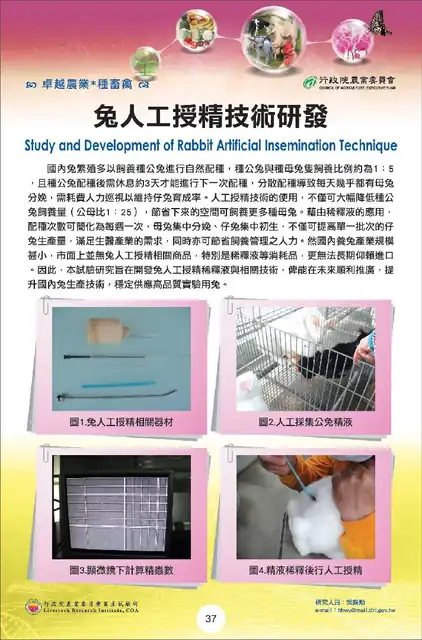 卓越農業*種畜禽
行政院農業委員會
COUNCIL OF AGRICULTURE, EXECUTIVE YUAN
兔人工授精技術研發
Study and Development of Rabbit Artificial Insemination Technique
國內兔繁殖多以飼養種公兔進行自然配種，種公兔與種母兔隻飼養比例約為1：5
，且種公兔配種後需休息約3天才能進行下一次配種，分散配種導致每天幾乎都有母兔
分娩，需耗費人力巡視以維持仔兔育成率。人工授精技術的使用，不僅可大幅降低種公
兔飼養量（公母比1：25），節省下來的空間可飼養更多種母兔。藉由稀釋液的應用，
配種次數可簡化為每週一次，母兔集中分娩、仔兔集中初生，不僅可提高單一批次的仔
兔生產量，滿足生醫產業的需求，同時亦可節省飼養管理之人力。然國內養兔產業規模
甚小，市面上並無兔人工授精相關商品，特別是稀釋液等消耗品，更無法長期仰賴進口
。因此，本試驗研究旨在開發兔人工授精稀釋液與相關技術，俾能在未來順利推廣，提
升國內兔生產技術，穩定供應高品質實驗用兔。
圖1.兔人工授精相關器材
圖2.人工採集公兔精液
圖3.顯微鏡下計算精蟲數
圖4.精液稀釋後行人工授精
行政院農業委員會畜產試驗所
Livestock Research Institute, COA
37
研究人員：吳錫勳